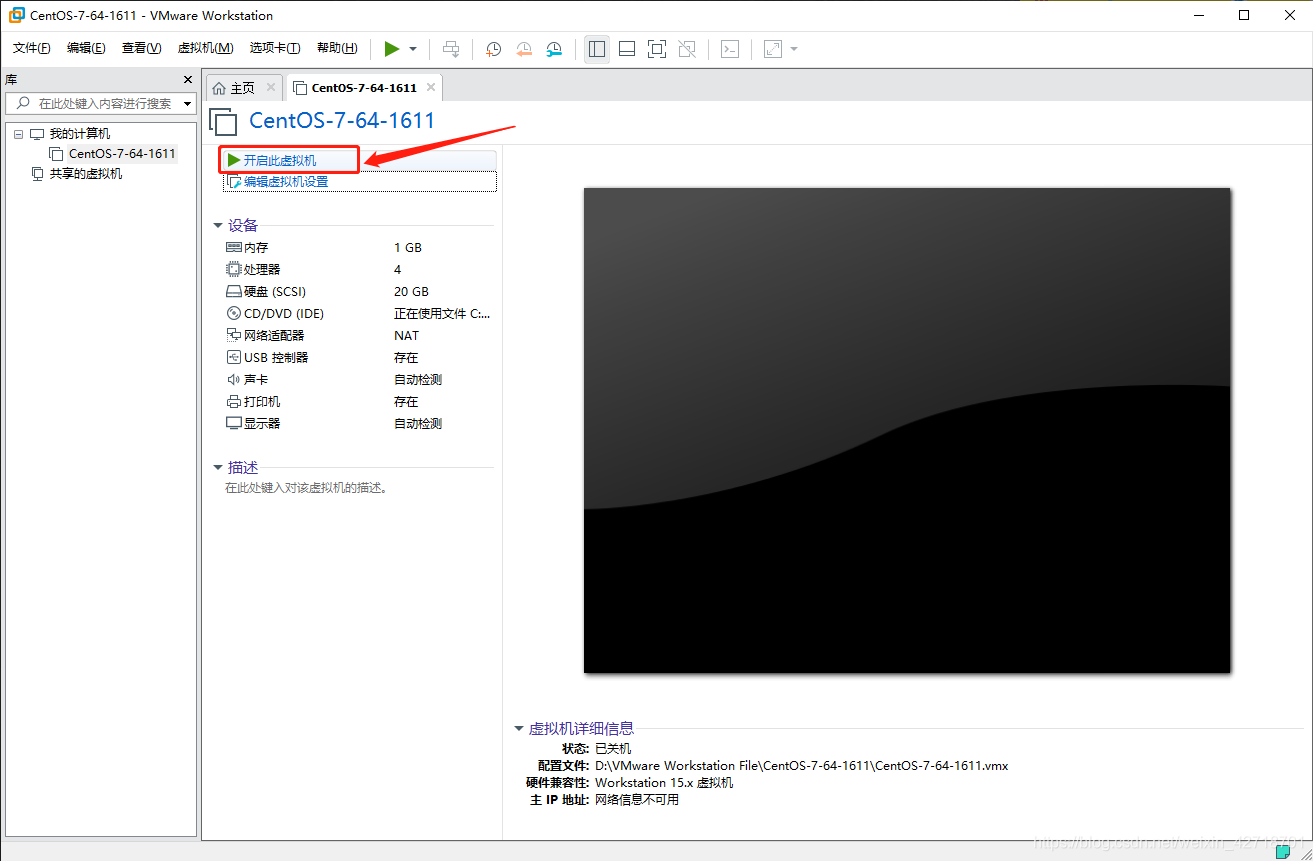 CentOS-7-64-1611 - VMware Workstation
文件(F) 编辑(E) 查看(V) 虚拟机(M) 选项卡(T) 帮助(H)
库
在此处键入内容进行搜索
我的计算机
CentOS-7-64-1611
共享的虚拟机
主页 CentOS-7-64-1611
CentOS-7-64-1611
开启此虚拟机
编辑虚拟机设置
设备
内存 1 GB
处理器 4
硬盘 (SCSI) 20 GB
CD/DVD (IDE) 正在使用文件 C:...
网络适配器 NAT
USB 控制器 存在
声卡 自动检测
打印机 存在
显示器 自动检测
描述
在此处键入对该虚拟机的描述。
虚拟机详细信息
状态: 已关机
配置文件: D:\VMware Workstation File\CentOS-7-64-1611\CentOS-7-64-1611.vmx
硬件兼容性: Workstation 15.x 虚拟机
主 IP 地址: 网络信息不可用